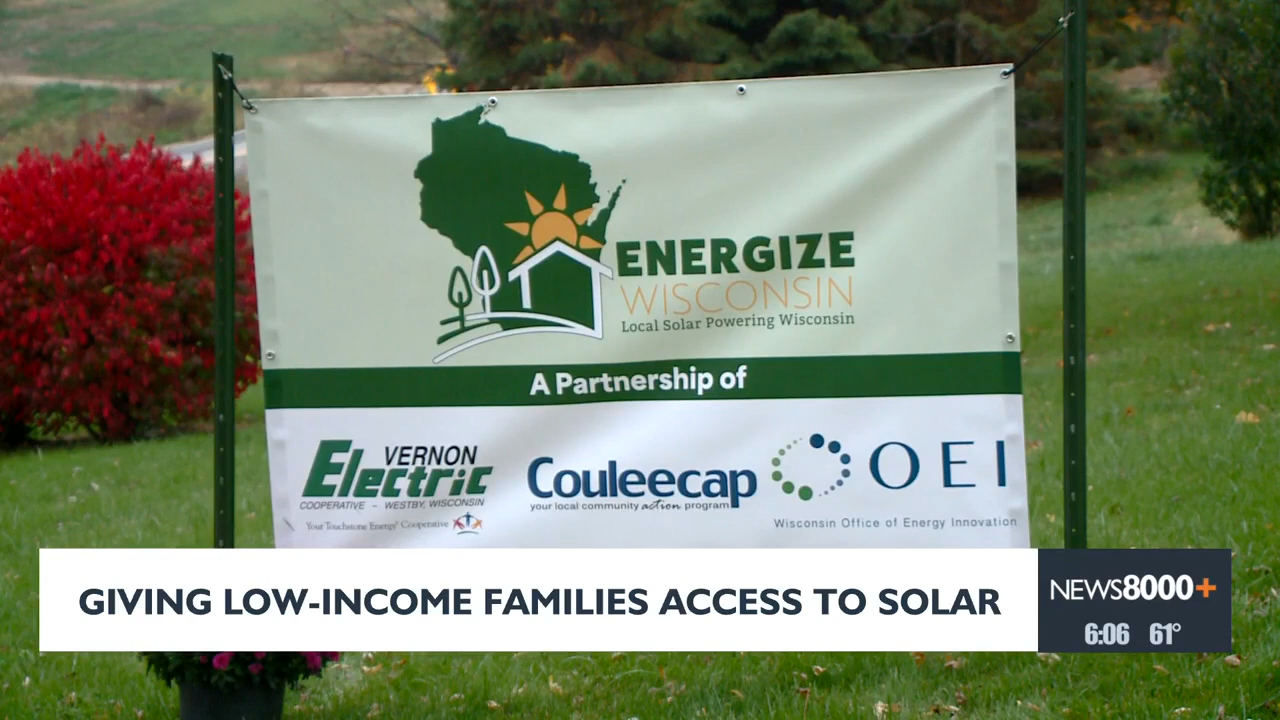 ENERGIZE
WISCONSIN
Local Solar Powering Wisconsin
A Partnership of
VERNON
Electric
COOPERATIVE - WESTBY, WISCONSIN
Your Touchstone Energy® Cooperative
Couleecap
your local community action program
OEI
Wisconsin Office of Energy Innovation
GIVING LOW-INCOME FAMILIES ACCESS TO SOLAR
NEWS8000+
6:06 61°